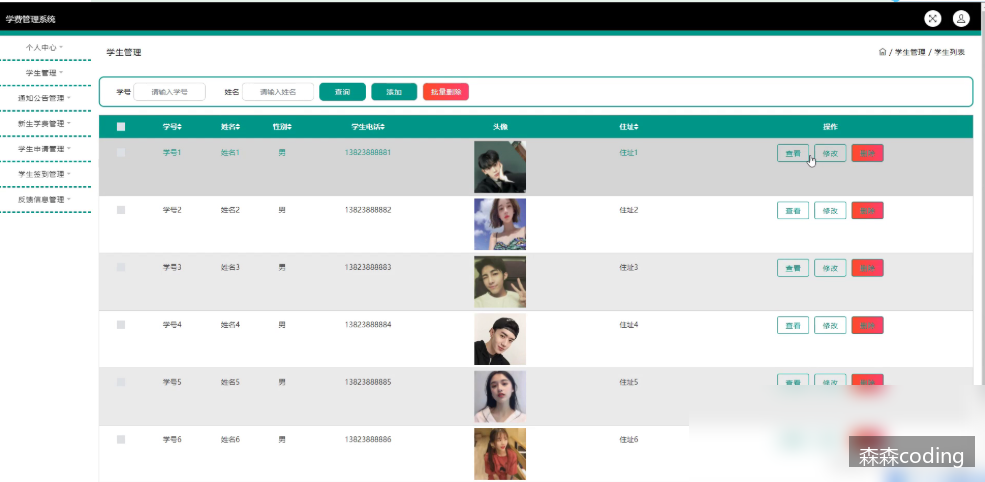 学费管理系统
个人中心
学生管理
通知公告管理
新生学费管理
学生申请管理
学生签到管理
反馈信息管理
学生管理
/ 学生管理 / 学生列表
学号 请输入学号 姓名 请输入姓名 查询 添加 批量删除
学号 姓名 性别 学生电话 头像 住址 操作
学号1 姓名1 男 13823888881 住址1 查看 修改 删除
学号2 姓名2 男 13823888882 住址2 查看 修改 删除
学号3 姓名3 男 13823888883 住址3 查看 修改 删除
学号4 姓名4 男 13823888884 住址4 查看 修改 删除
学号5 姓名5 男 13823888885 住址5 查看 修改 删除
学号6 姓名6 男 13823888886 住址6
森森coding